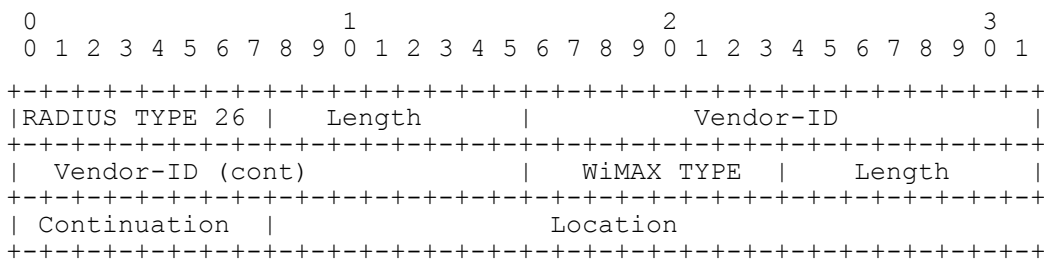 0                   1                   2                   3
0 1 2 3 4 5 6 7 8 9 0 1 2 3 4 5 6 7 8 9 0 1 2 3 4 5 6 7 8 9 0 1
+-+-+-+-+-+-+-+-+-+-+-+-+-+-+-+-+-+-+-+-+-+-+-+-+-+-+-+-+-+-+-+-+
|RADIUS TYPE 26 |   Length      |          Vendor-ID            |
+-+-+-+-+-+-+-+-+-+-+-+-+-+-+-+-+-+-+-+-+-+-+-+-+-+-+-+-+-+-+-+-+
|  Vendor-ID (cont)             |   WiMAX TYPE  |    Length     |
+-+-+-+-+-+-+-+-+-+-+-+-+-+-+-+-+-+-+-+-+-+-+-+-+-+-+-+-+-+-+-+-+
| Continuation  |                 Location
+-+-+-+-+-+-+-+-+-+-+-+-+-+-+-+-+-+-+-+-+-+-+-+-+-+-+-+-+-+-+-+-+